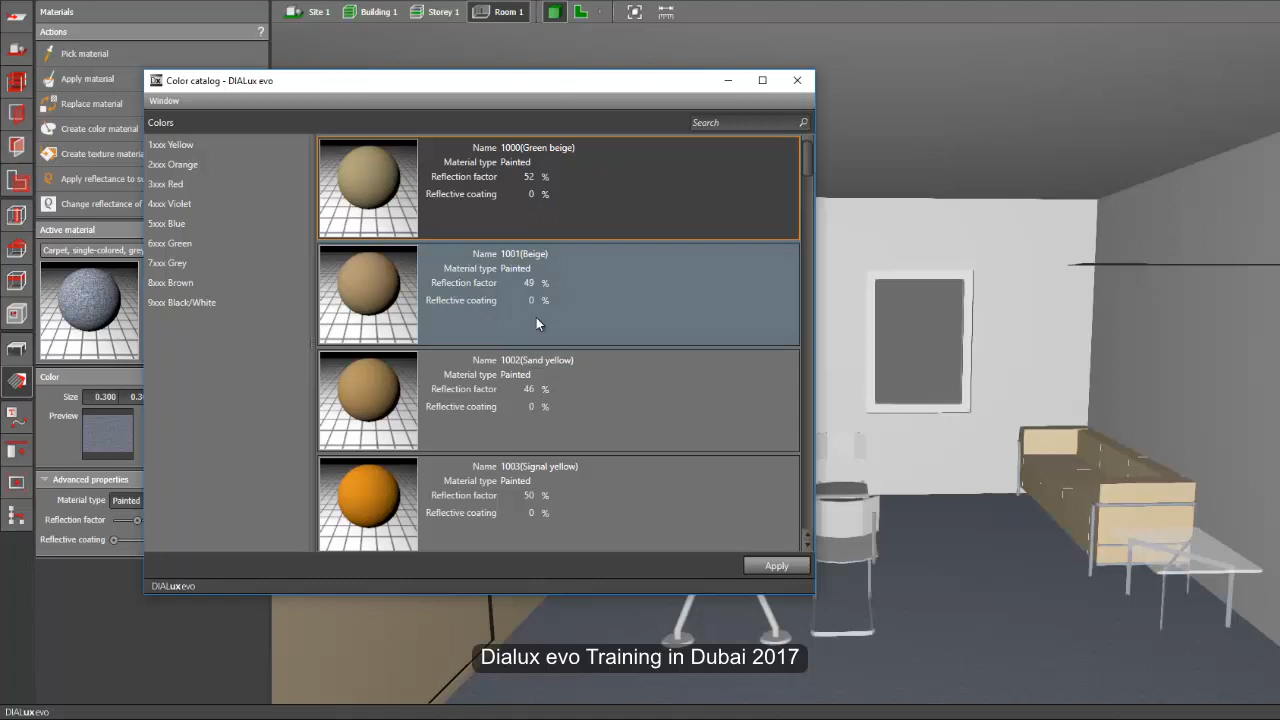 Materials
Site 1
Building 1
Storey 1
Room 1
Actions
?
Pick material
Apply material
Replace material
Create color material
Create texture materia
Apply reflectance to su
Change reflectance of
Active material
Carpet, single-colored, grey
Color
Size 0.300 0.3
Preview
Advanced properties
Material type Painted
Reflection factor
Reflective coating
Color catalog - DIALux evo
Window
Colors
Search
1xxx Yellow
2xxx Orange
3xxx Red
4xxx Violet
5xxx Blue
6xxx Green
7xxx Grey
8xxx Brown
9xxx Black/White
Name 1000(Green beige)
Material type Painted
Reflection factor 52 %
Reflective coating 0 %
Name 1001(Beige)
Material type Painted
Reflection factor 49 %
Reflective coating 0 %
Name 1002(Sand yellow)
Material type Painted
Reflection factor 46 %
Reflective coating 0 %
Name 1003(Signal yellow)
Material type Painted
Reflection factor 50 %
Reflective coating 0 %
Apply
DIALux evo
Dialux evo Training in Dubai 2017
DIALux evo